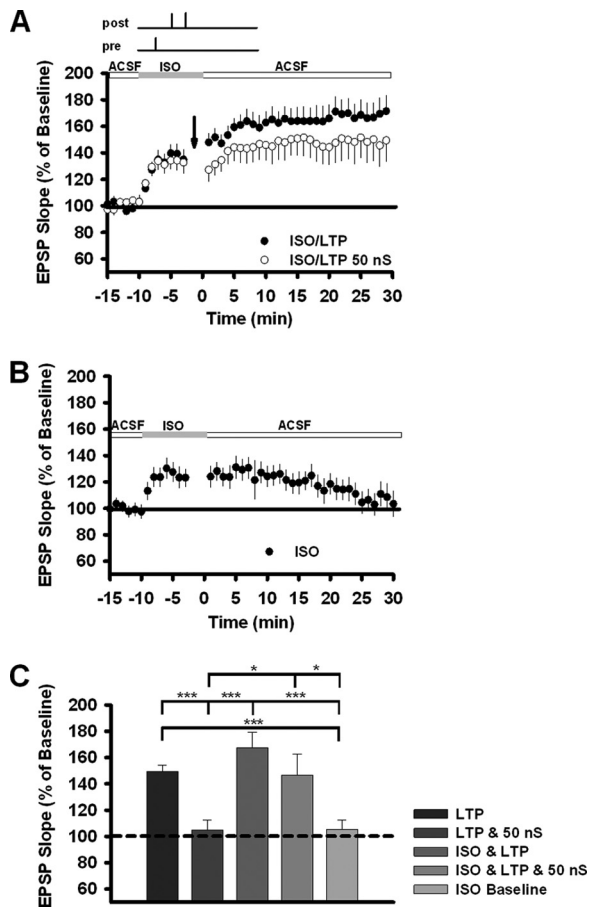 A
post
pre
ACSF ISO ACSF
EPSP Slope (% of Baseline)
200
180
160
140
120
100
80
60
ISO/LTP
ISO/LTP 50 nS
-15 -10 -5 0 5 10 15 20 25 30
Time (min)
B
EPSP Slope (% of Baseline)
200
180
160
140
120
100
80
60
ACSF ISO ACSF
ISO
-15 -10 -5 0 5 10 15 20 25 30
Time (min)
C
EPSP Slope (% of Baseline)
* *
*** *** ***
***
200
180
160
140
120
100
80
60
LTP
LTP & 50 nS
ISO & LTP
ISO & LTP & 50 nS
ISO Baseline